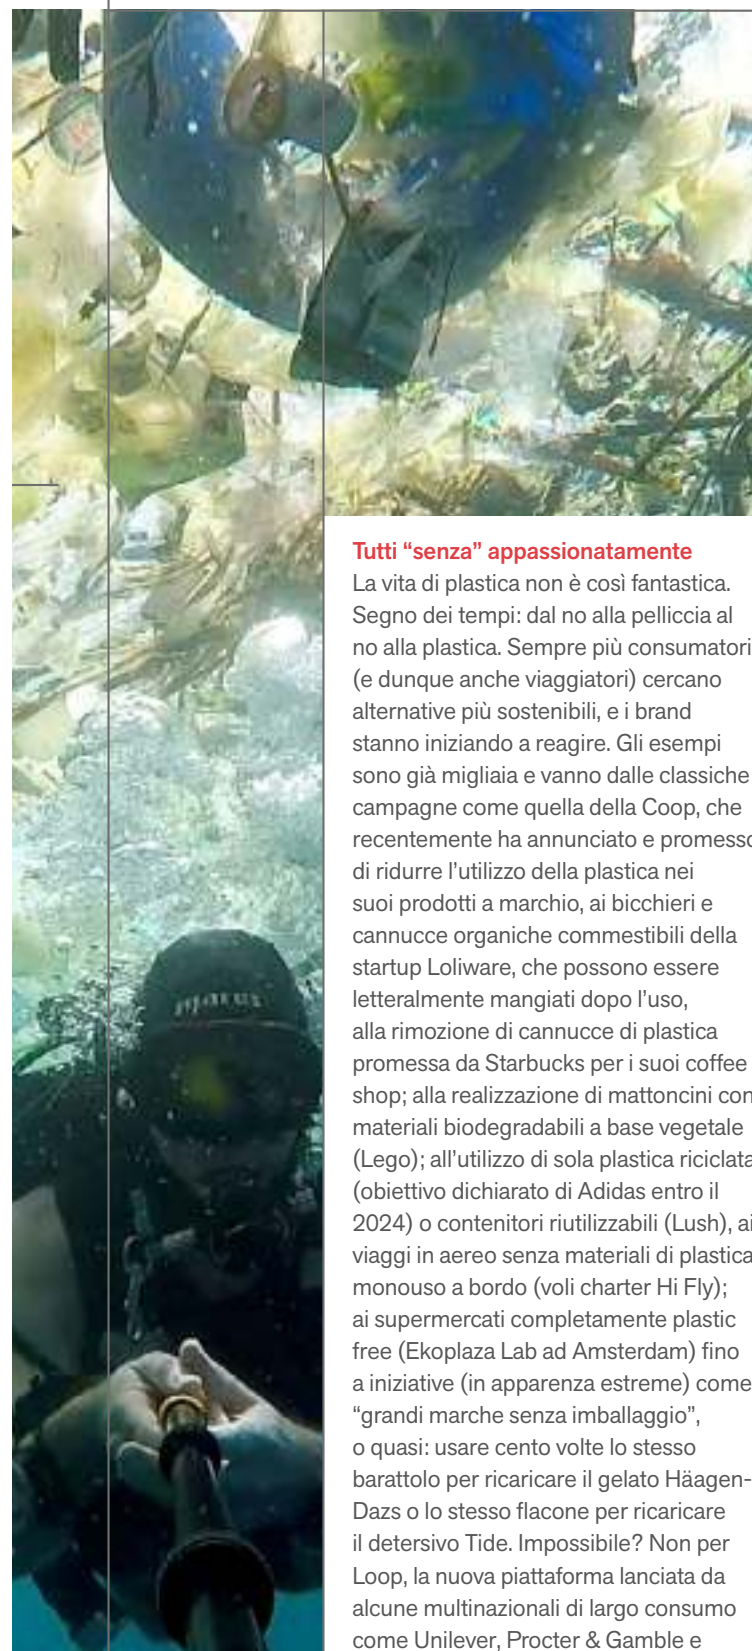 Tutti “senza” appassionatamente
La vita di plastica non è così fantastica.
Segno dei tempi: dal no alla pelliccia al
no alla plastica. Sempre più consumatori
(e dunque anche viaggiatori) cercano
alternative più sostenibili, e i brand
stanno iniziando a reagire. Gli esempi
sono già migliaia e vanno dalle classiche
campagne come quella della Coop, che
recentemente ha annunciato e promesso
di ridurre l’utilizzo della plastica nei
suoi prodotti a marchio, ai bicchieri e
cannucce organiche commestibili della
startup Loliware, che possono essere
letteralmente mangiati dopo l’uso,
alla rimozione di cannucce di plastica
promessa da Starbucks per i suoi coffee
shop; alla realizzazione di mattoncini con
materiali biodegradabili a base vegetale
(Lego); all’utilizzo di sola plastica riciclata
(obiettivo dichiarato di Adidas entro il
2024) o contenitori riutilizzabili (Lush), ai
viaggi in aereo senza materiali di plastica
monouso a bordo (voli charter Hi Fly);
ai supermercati completamente plastic
free (Ekoplaza Lab ad Amsterdam) fino
a iniziative (in apparenza estreme) come
“grandi marche senza imballaggio”,
o quasi: usare cento volte lo stesso
barattolo per ricaricare il gelato Häagen-
Dazs o lo stesso flacone per ricaricare
il detersivo Tide. Impossibile? Non per
Loop, la nuova piattaforma lanciata da
alcune multinazionali di largo consumo
come Unilever, Procter & Gamble e